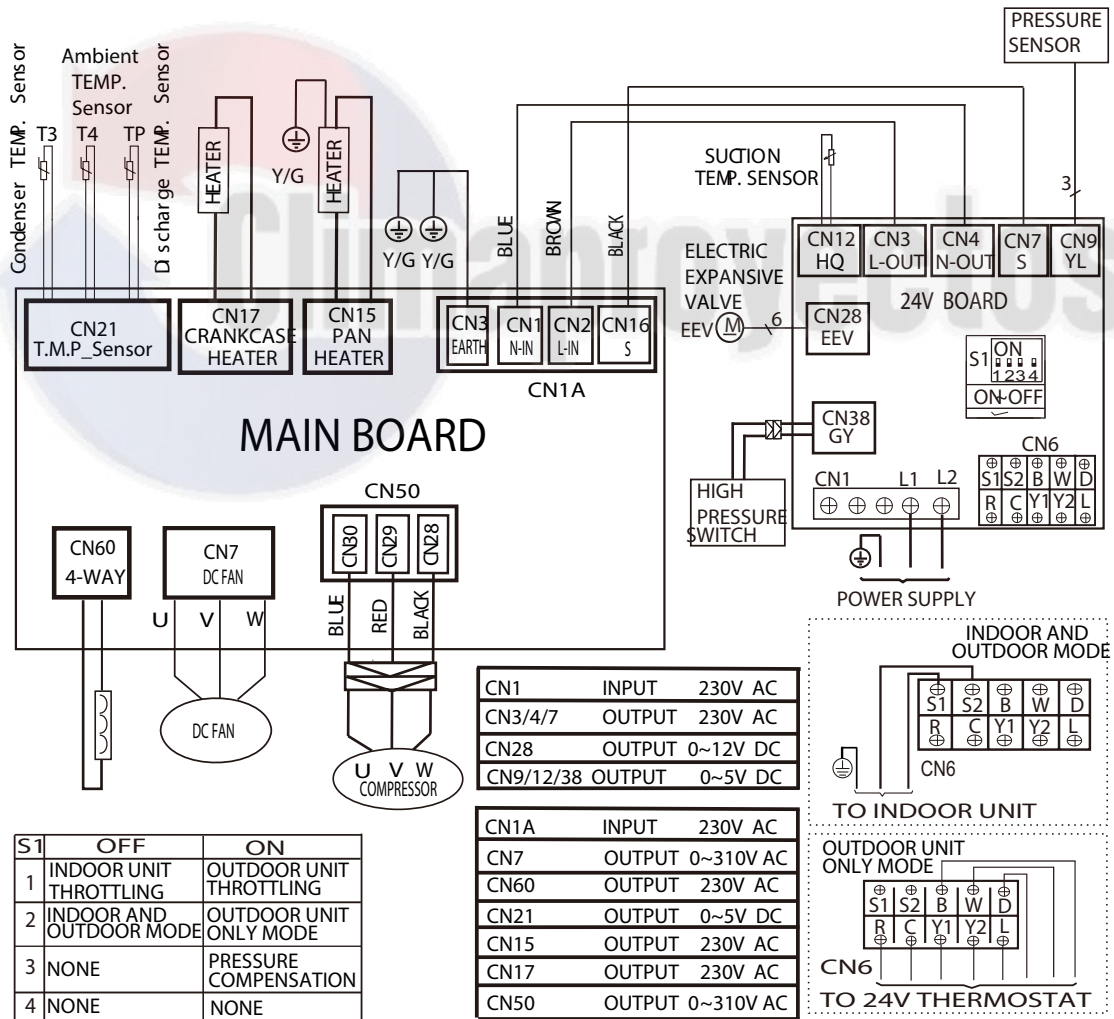 PRESSURE
SENSOR
Condenser TEMP. Sensor
Ambient
TEMP.
Sensor
Discharge TEMP. Sensor
T3
T4
TP
HEATER
Y/G
HEATER
Y/G
Y/G
BLUE
BROWN
BLACK
SUCTION
TEMP. SENSOR
3
Climaproyectos
CN21
T.M.P_Sensor
CN17
CRANKCASE
HEATER
CN15
PAN
HEATER
CN3
EARTH
CN1
N-IN
CN2
L-IN
CN16
S
CN1A
ELECTRIC
EXPANSIVE
VALVE
EEV
M
6
CN12
HQ
CN3
L-OUT
CN4
N-OUT
CN7
S
CN9
YL
24V BOARD
CN28
EEV
S1
ON
1234
ON~OFF
CN38
GY
CN6
S1 S2 B W D
R C Y1 Y2 L
CN1
L1
L2
HIGH
PRESSURE
SWITCH
POWER SUPPLY
MAIN BOARD
CN60
4-WAY
CN7
DC FAN
U
V
W
DC FAN
CN50
CN30
CN29
CN28
BLUE
RED
BLACK
U V W
COMPRESSOR
CN1 INPUT 230V AC
CN3/4/7 OUTPUT 230V AC
CN28 OUTPUT 0~12V DC
CN9/12/38 OUTPUT 0~5V DC
CN1A INPUT 230V AC
CN7 OUTPUT 0~310V AC
CN60 OUTPUT 230V AC
CN21 OUTPUT 0~5V DC
CN15 OUTPUT 230V AC
CN17 OUTPUT 230V AC
CN50 OUTPUT 0~310V AC
INDOOR AND
OUTDOOR MODE
S1 S2 B W D
R C Y1 Y2 L
CN6
TO INDOOR UNIT
OUTDOOR UNIT
ONLY MODE
S1 S2 B W D
R C Y1 Y2 L
CN6
TO 24V THERMOSTAT
S1 OFF ON
1 INDOOR UNIT THROTTLING OUTDOOR UNIT THROTTLING
2 INDOOR AND OUTDOOR MODE OUTDOOR UNIT ONLY MODE
3 NONE PRESSURE COMPENSATION
4 NONE NONE